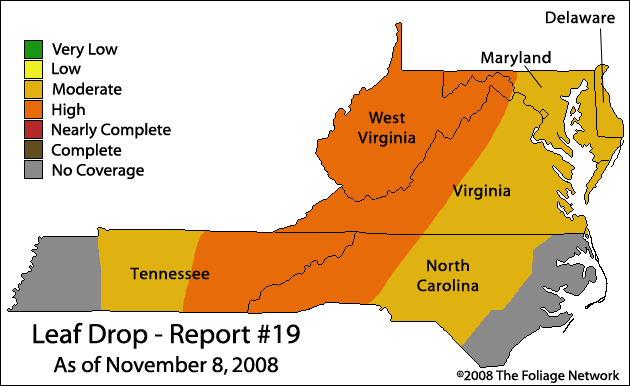 Delaware
Maryland
Very Low
Low
Moderate
High
Nearly Complete
Complete
No Coverage
West
Virginia
Virginia
Tennessee
North
Carolina
Leaf Drop - Report #19
As of November 8, 2008
©2008 The Foliage Network